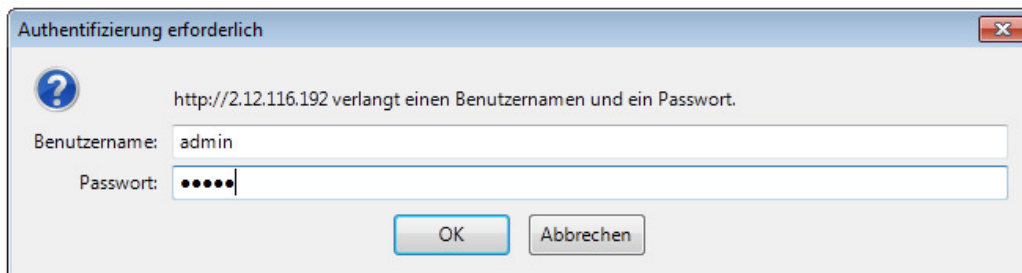 Authentifizierung erforderlich
http://2.12.116.192 verlangt einen Benutzernamen und ein Passwort.
Benutzername: admin
Passwort: •••••
OK Abbrechen